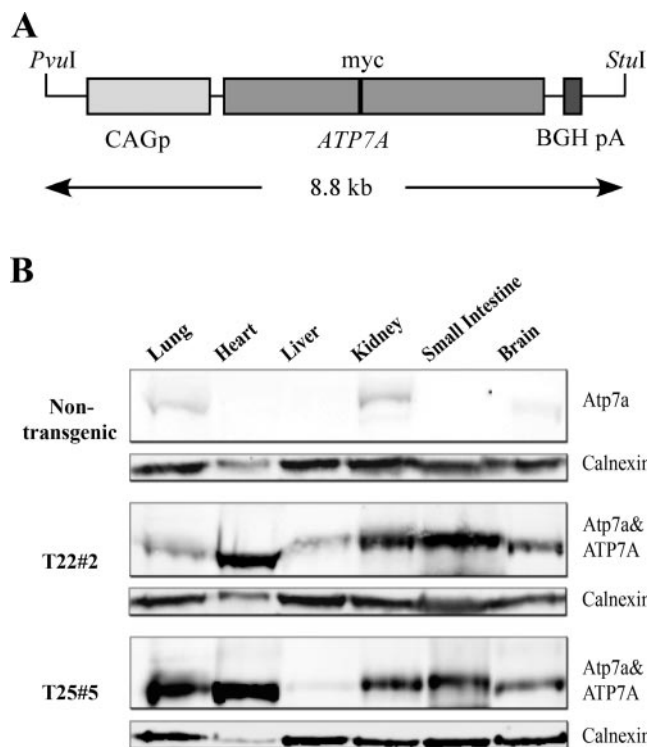 A
PvuI
myc
StuI
CAGp
ATP7A
BGH pA
8.8 kb
B
Lung
Heart
Liver
Kidney
Small Intestine
Brain
Non-
transgenic
Atp7a
Calnexin
T22#2
Atp7a&
ATP7A
Calnexin
T25#5
Atp7a&
ATP7A
Calnexin